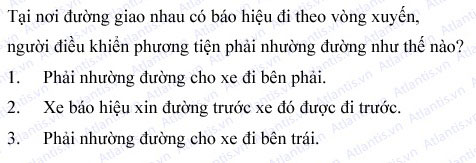 Tại nơi đường giao nhau có báo hiệu đi theo vòng xuyến,
người điều khiển phương tiện phải nhường đường như thế nào?
1. Phải nhường đường cho xe đi bên phải.
2. Xe báo hiệu xin đường trước xe đó được đi trước.
3. Phải nhường đường cho xe đi bên trái.